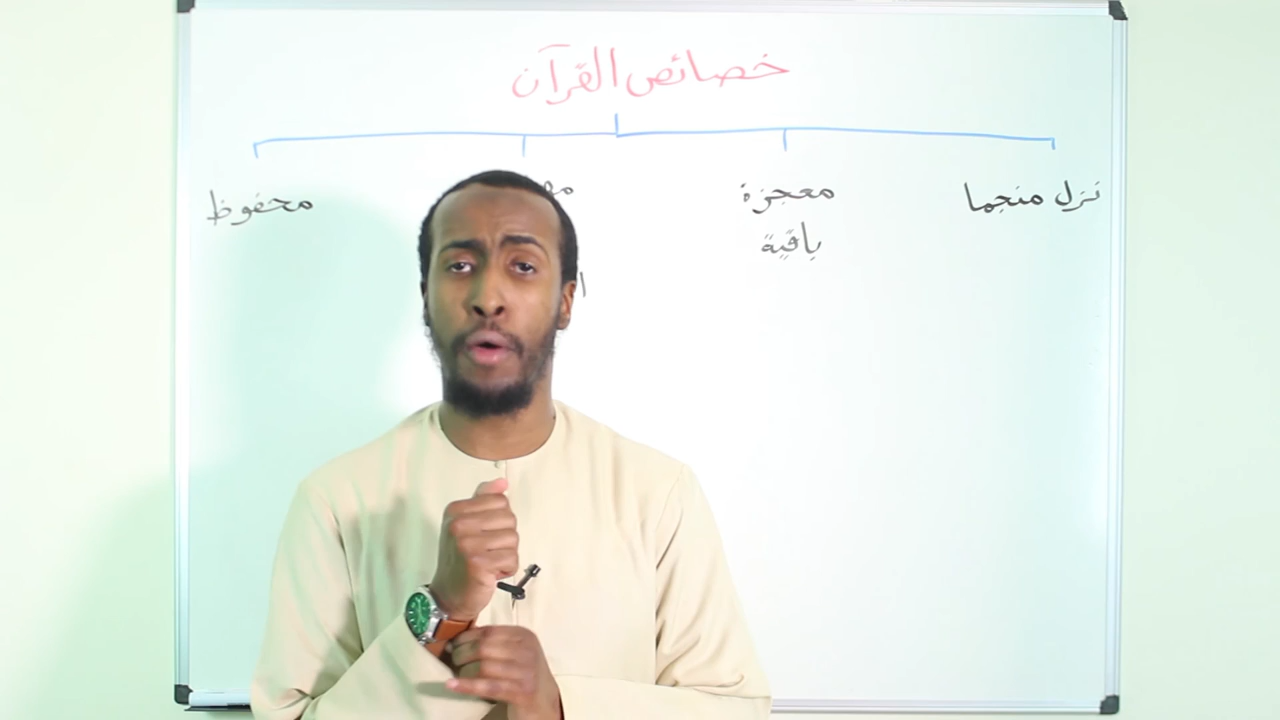 خصائص القرآن
نزل منجما
معجزة
باقية
محفوظ